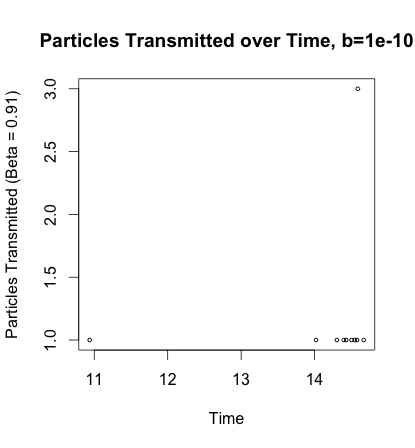 Particles Transmitted over Time, b=1e-10
Particles Transmitted (Beta = 0.91)
3.0
2.5
2.0
1.5
1.0
11 12 13 14
Time